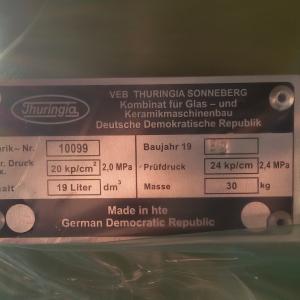 Thuringia
VEB THURINGIA SONNEBERG
Kombinat für Glas – und
Keramikmaschinenbau
Deutsche Demokratische Republik
rik– Nr. 10099 Baujahr 19
r. Druck 20 kp/cm² 2,0 MPa Prüfdruck 24 kp/cm 2,4 MPa
x.
alt 19 Liter dm³ Masse 30 kg
Made in hte
German Democratic Republic